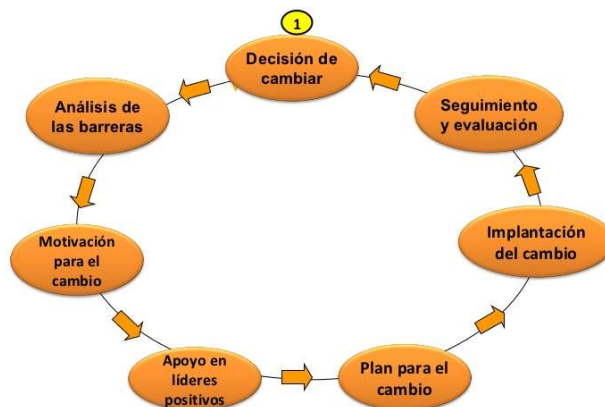 1
Decisión de
cambiar
Análisis de
las barreras
Motivación
para el
cambio
Apoyo en
líderes
positivos
Plan para el
cambio
Implantación
del cambio
Seguimiento
y evaluación